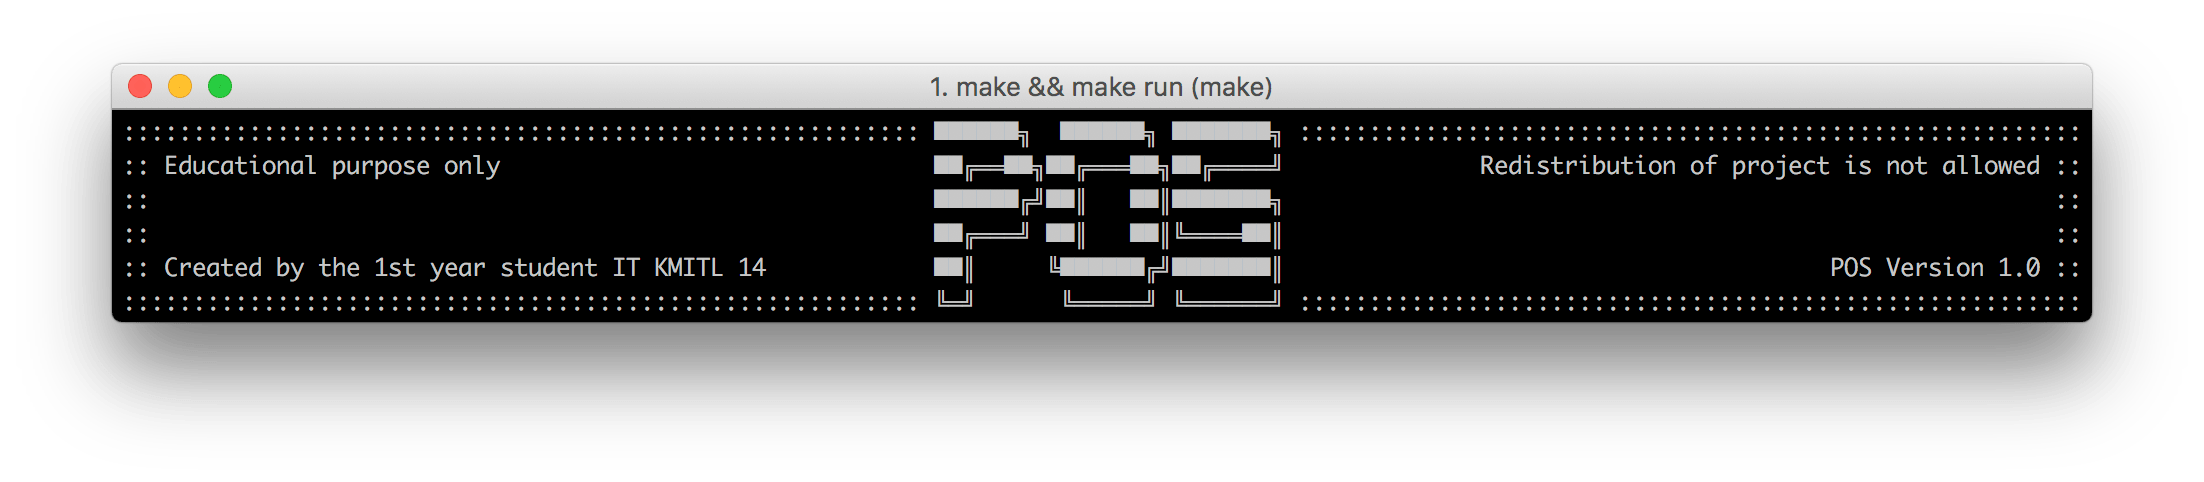 1. make && make run (make)
:: Educational purpose only
POS
Redistribution of project is not allowed ::
::
::
::
::
:: Created by the 1st year student IT KMITL 14
POS Version 1.0 ::